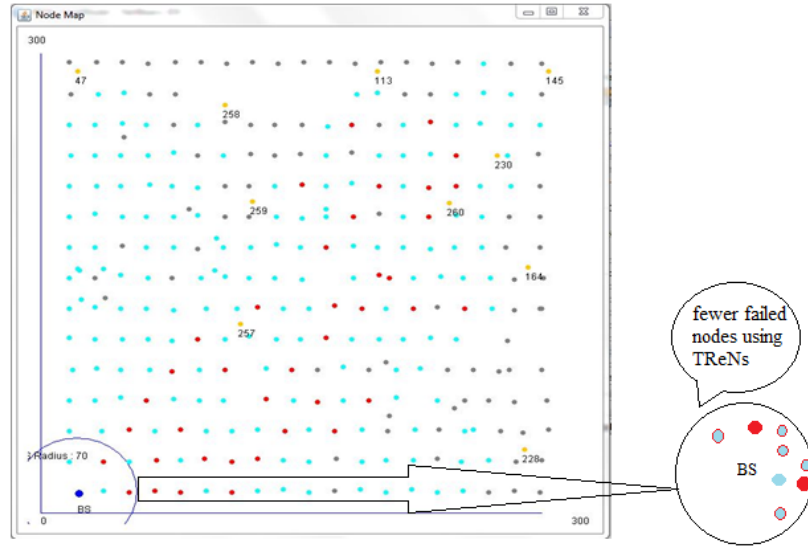 Node Map
300
47
113
145
258
230
259
260
164
257
fewer failed
nodes using
TReNs
228
Radius : 70
BS
BS
0
300